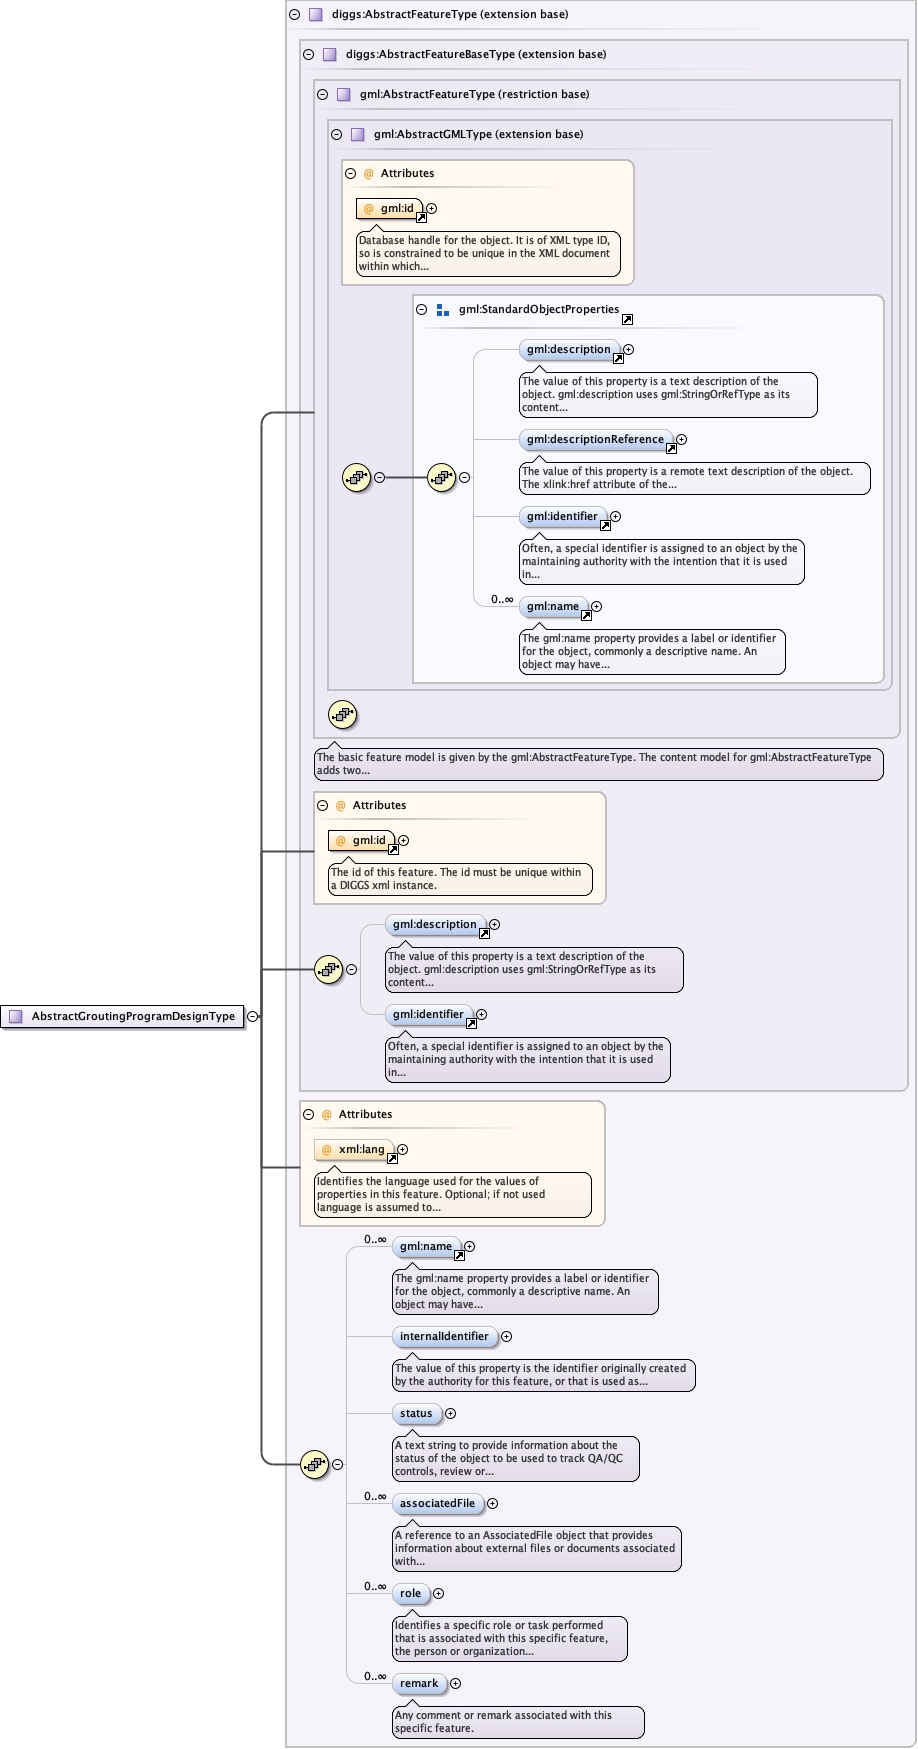 diggs:AbstractFeatureType (extension base)
diggs:AbstractFeatureBaseType (extension base)
gml:AbstractFeatureType (restriction base)
gml:AbstractGMLType (extension base)
@ Attributes
@ gml:id
Database handle for the object. It is of XML type ID,
so is constrained to be unique in the XML document
within which...
gml:StandardObjectProperties
gml:description
The value of this property is a text description of the
object. gml:description uses gml:StringOrRefType as its
content...
gml:descriptionReference
The value of this property is a remote text description of the object.
The xlink:href attribute of the...
gml:identifier
Often, a special identifier is assigned to an object by the
maintaining authority with the intention that it is used
in...
0..∞ gml:name
The gml:name property provides a label or identifier
for the object, commonly a descriptive name. An
object may have...
The basic feature model is given by the gml:AbstractFeatureType. The content model for gml:AbstractFeatureType
adds two...
@ Attributes
@ gml:id
The id of this feature. The id must be unique within
a DIGGS xml instance.
gml:description
The value of this property is a text description of the
object. gml:description uses gml:StringOrRefType as its
content...
AbstractGroutingProgramDesignType
gml:identifier
Often, a special identifier is assigned to an object by the
maintaining authority with the intention that it is used
in...
@ Attributes
@ xml:lang
Identifies the language used for the values of
properties in this feature. Optional; if not used
language is assumed to...
0..∞ gml:name
The gml:name property provides a label or identifier
for the object, commonly a descriptive name. An
object may have...
internalIdentifier
The value of this property is the identifier originally created
by the authority for this feature, or that is used as...
status
A text string to provide information about the
status of the object to be used to track QA/QC
controls, review or...
0..∞ associatedFile
A reference to an AssociatedFile object that provides
information about external files or documents associated
with...
0..∞ role
Identifies a specific role or task performed
that is associated with this specific feature,
the person or organization...
0..∞ remark
Any comment or remark associated with this
specific feature.